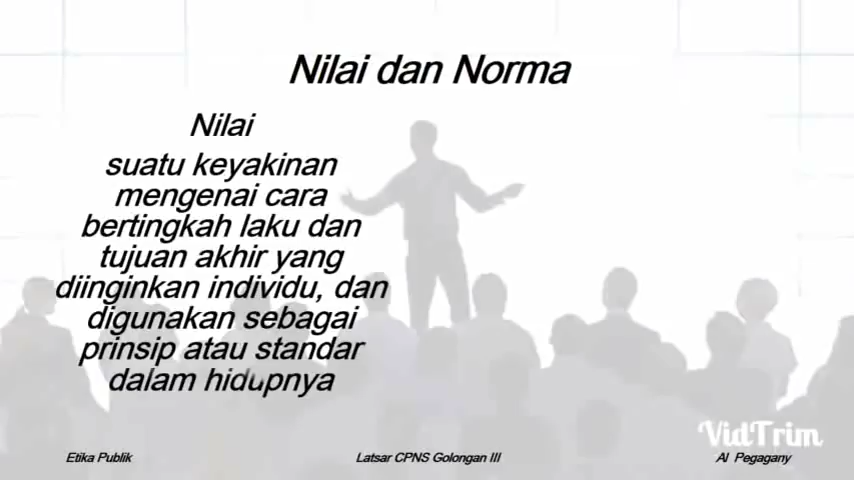 Nilai dan Norma
Nilai
suatu keyakinan
mengenai cara
bertingkah laku dan
tujuan akhir yang
diinginkan individu, dan
digunakan sebagai
prinsip atau standar
dalam hidupnya
VidTrim
Etika Publik
Latsar CPNS Golongan III
Al Pegagany